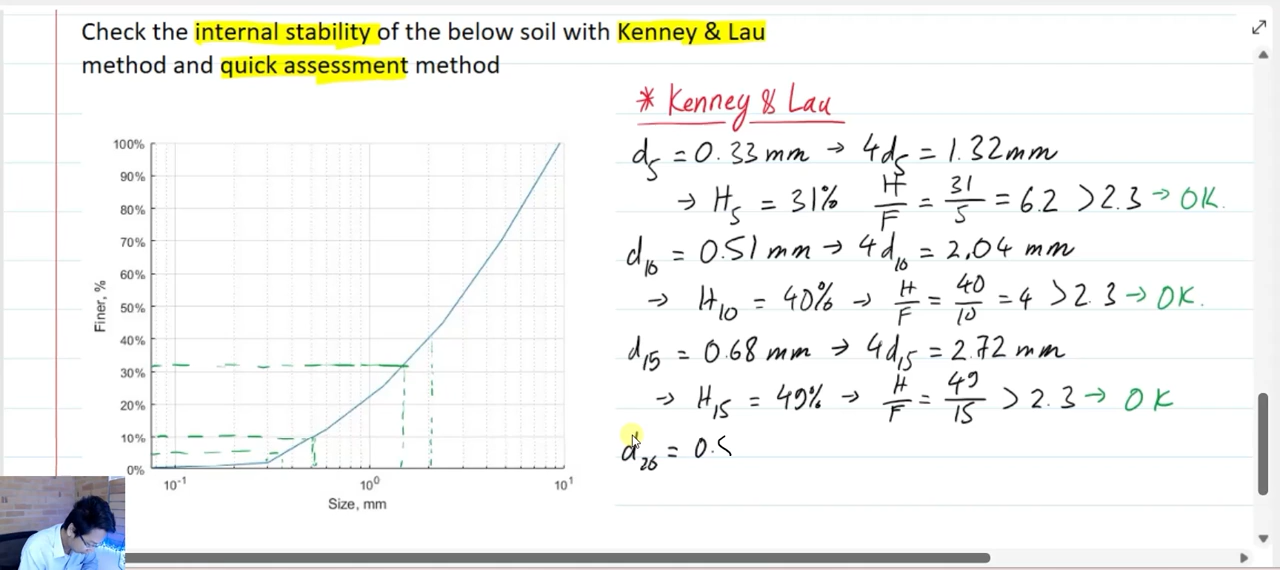 Check the internal stability of the below soil with Kenney & Lau
method and quick assessment method
* Kenney & Lau
d₅ = 0.33 mm → 4d₅ = 1.32 mm
→ H₅ = 31% H/F = 31/5 = 6.2 > 2.3 → OK.
d₁₀ = 0.51 mm → 4d₁₀ = 2.04 mm
→ H₁₀ = 40% → H/F = 40/10 = 4 > 2.3 → OK.
d₁₅ = 0.68 mm → 4d₁₅ = 2.72 mm
→ H₁₅ = 49% → H/F = 49/15 > 2.3 → OK
d₂₀ = 0.
100%
90%
80%
70%
60%
50%
40%
30%
20%
10%
0%
Finer, %
10⁻¹ 10⁰ 10¹
Size, mm